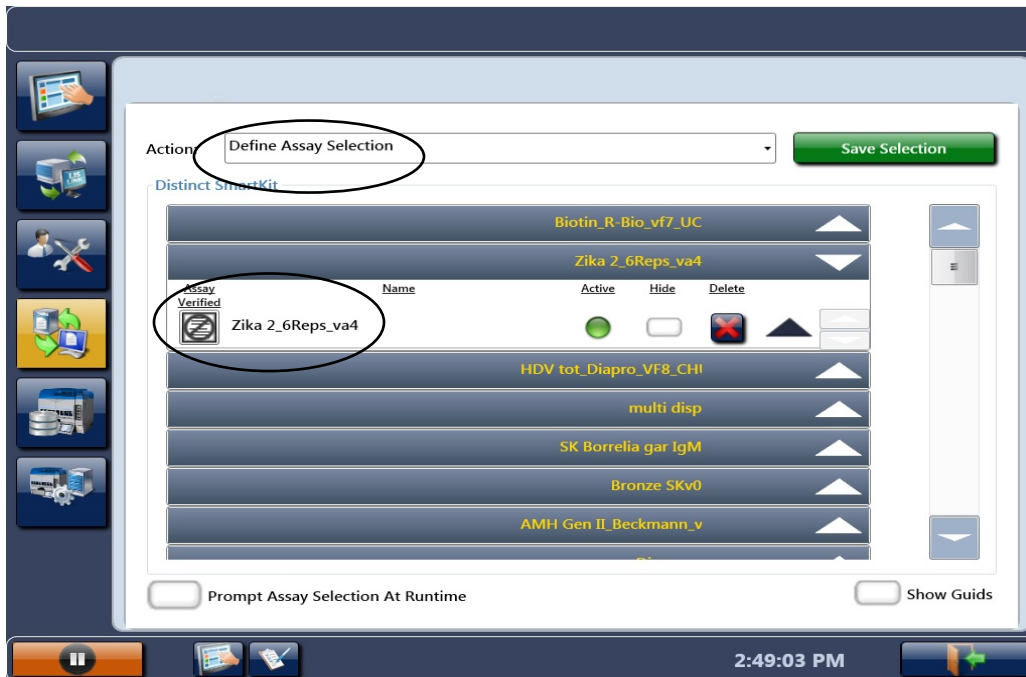 Action: Define Assay Selection
Save Selection
Distinct SmartKit
Biotin_R-Bio_vf7_UC
Zika 2_6Reps_va4
Assay Verified Name Active Hide Delete
Zika 2_6Reps_va4
HDV tot_Diapro_VF8_CHI
multi disp
SK Borrelia gar IgM
Bronze SKv0
AMH Gen II_Beckmann_v
Prompt Assay Selection At Runtime
Show Guids
2:49:03 PM